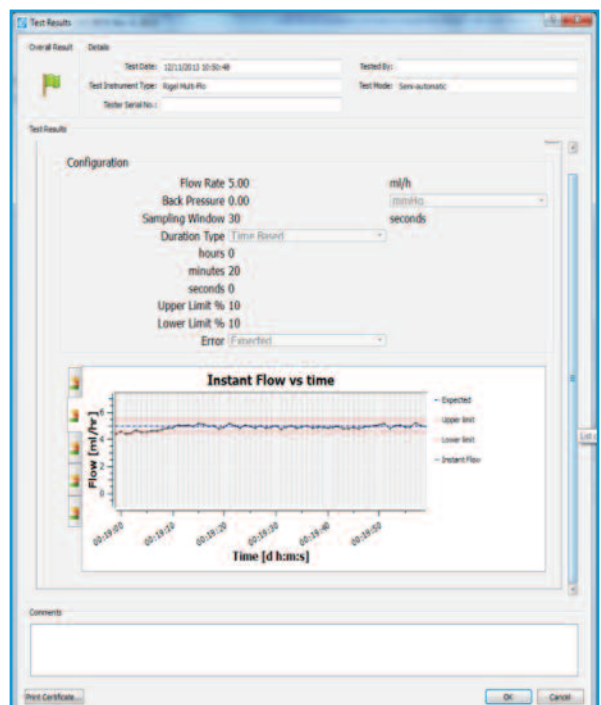 Test Results
Overall Result Details
Test Date: 12/11/2013 10:50:48 Tested By:
Test Instrument Type: Rigel Multi-Flo Test Mode: Semi-automatic
Tester Serial No.:
Test Results
Configuration
Flow Rate 5.00 ml/h
Back Pressure 0.00 mmHg
Sampling Window 30 seconds
Duration Type Time Based
hours 0
minutes 20
seconds 0
Upper Limit % 10
Lower Limit % 10
Error Expected
Instant Flow vs time
Flow [ml/hr]
6
4
2
0
Expected
Upper limit
Lower limit
Instant Flow
00:19:00 00:19:10 00:19:20 00:19:30 00:19:40 00:19:50
Time [d h:m:s]
Comments
Print Certificate... OK Cancel